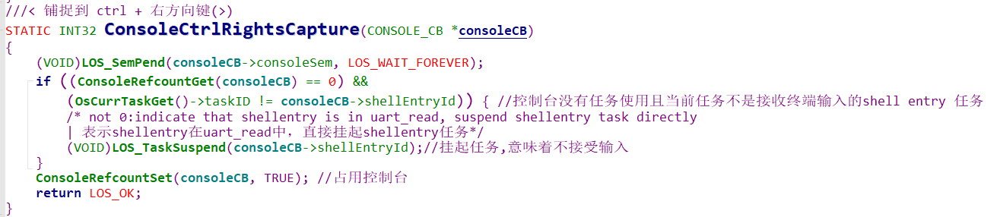 ///< 铺捉到 ctrl + 右方向键(>)
STATIC INT32 ConsoleCtrlRightsCapture(CONSOLE_CB *consoleCB)
{
    (VOID)LOS_SemPend(consoleCB->consoleSem, LOS_WAIT_FOREVER);
    if ((ConsoleRefcountGet(consoleCB) == 0) &&
        (OsCurrTaskGet()->taskID != consoleCB->shellEntryId)) { //控制台没有任务使用且当前任务不是接收终端输入的shell entry 任务
        /* not 0:indicate that shellentry is in uart_read, suspend shellentry task directly
        | 表示shellentry在uart_read中，直接挂起shellentry任务*/
        (VOID)LOS_TaskSuspend(consoleCB->shellEntryId);//挂起任务,意味着不接受输入
    }
    ConsoleRefcountSet(consoleCB, TRUE); //占用控制台
    return LOS_OK;
}